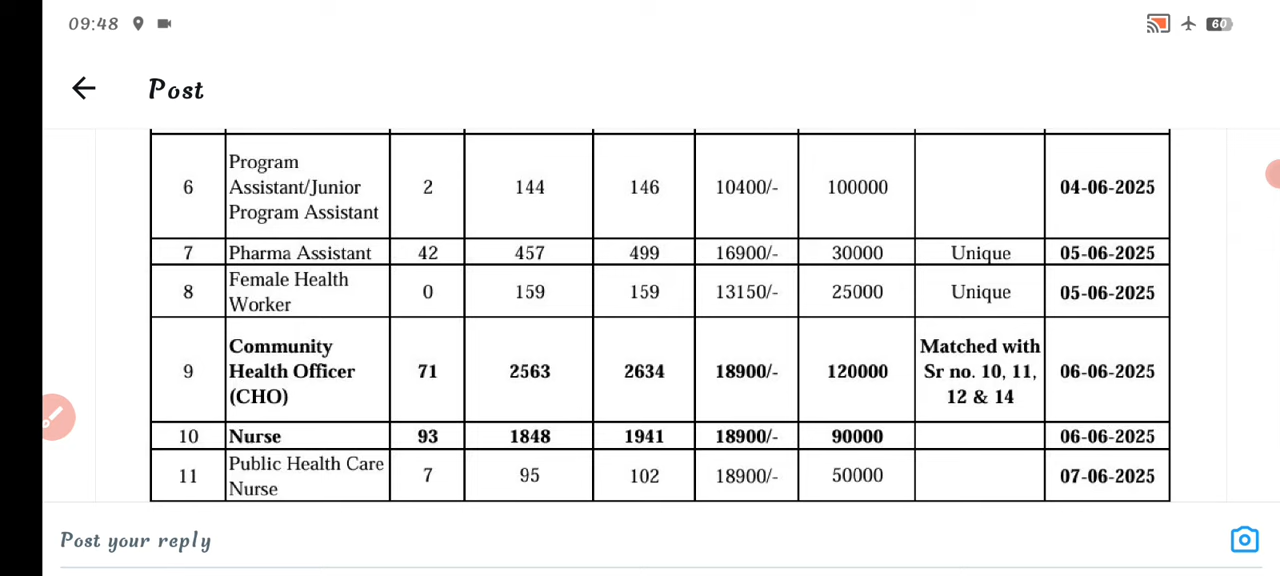 09:48
60
Post
6 Program Assistant/Junior Program Assistant 2 144 146 10400/- 100000 04-06-2025
7 Pharma Assistant 42 457 499 16900/- 30000 Unique 05-06-2025
8 Female Health Worker 0 159 159 13150/- 25000 Unique 05-06-2025
9 Community Health Officer (CHO) 71 2563 2634 18900/- 120000 Matched with Sr no. 10, 11, 12 & 14 06-06-2025
10 Nurse 93 1848 1941 18900/- 90000 06-06-2025
11 Public Health Care Nurse 7 95 102 18900/- 50000 07-06-2025
Post your reply